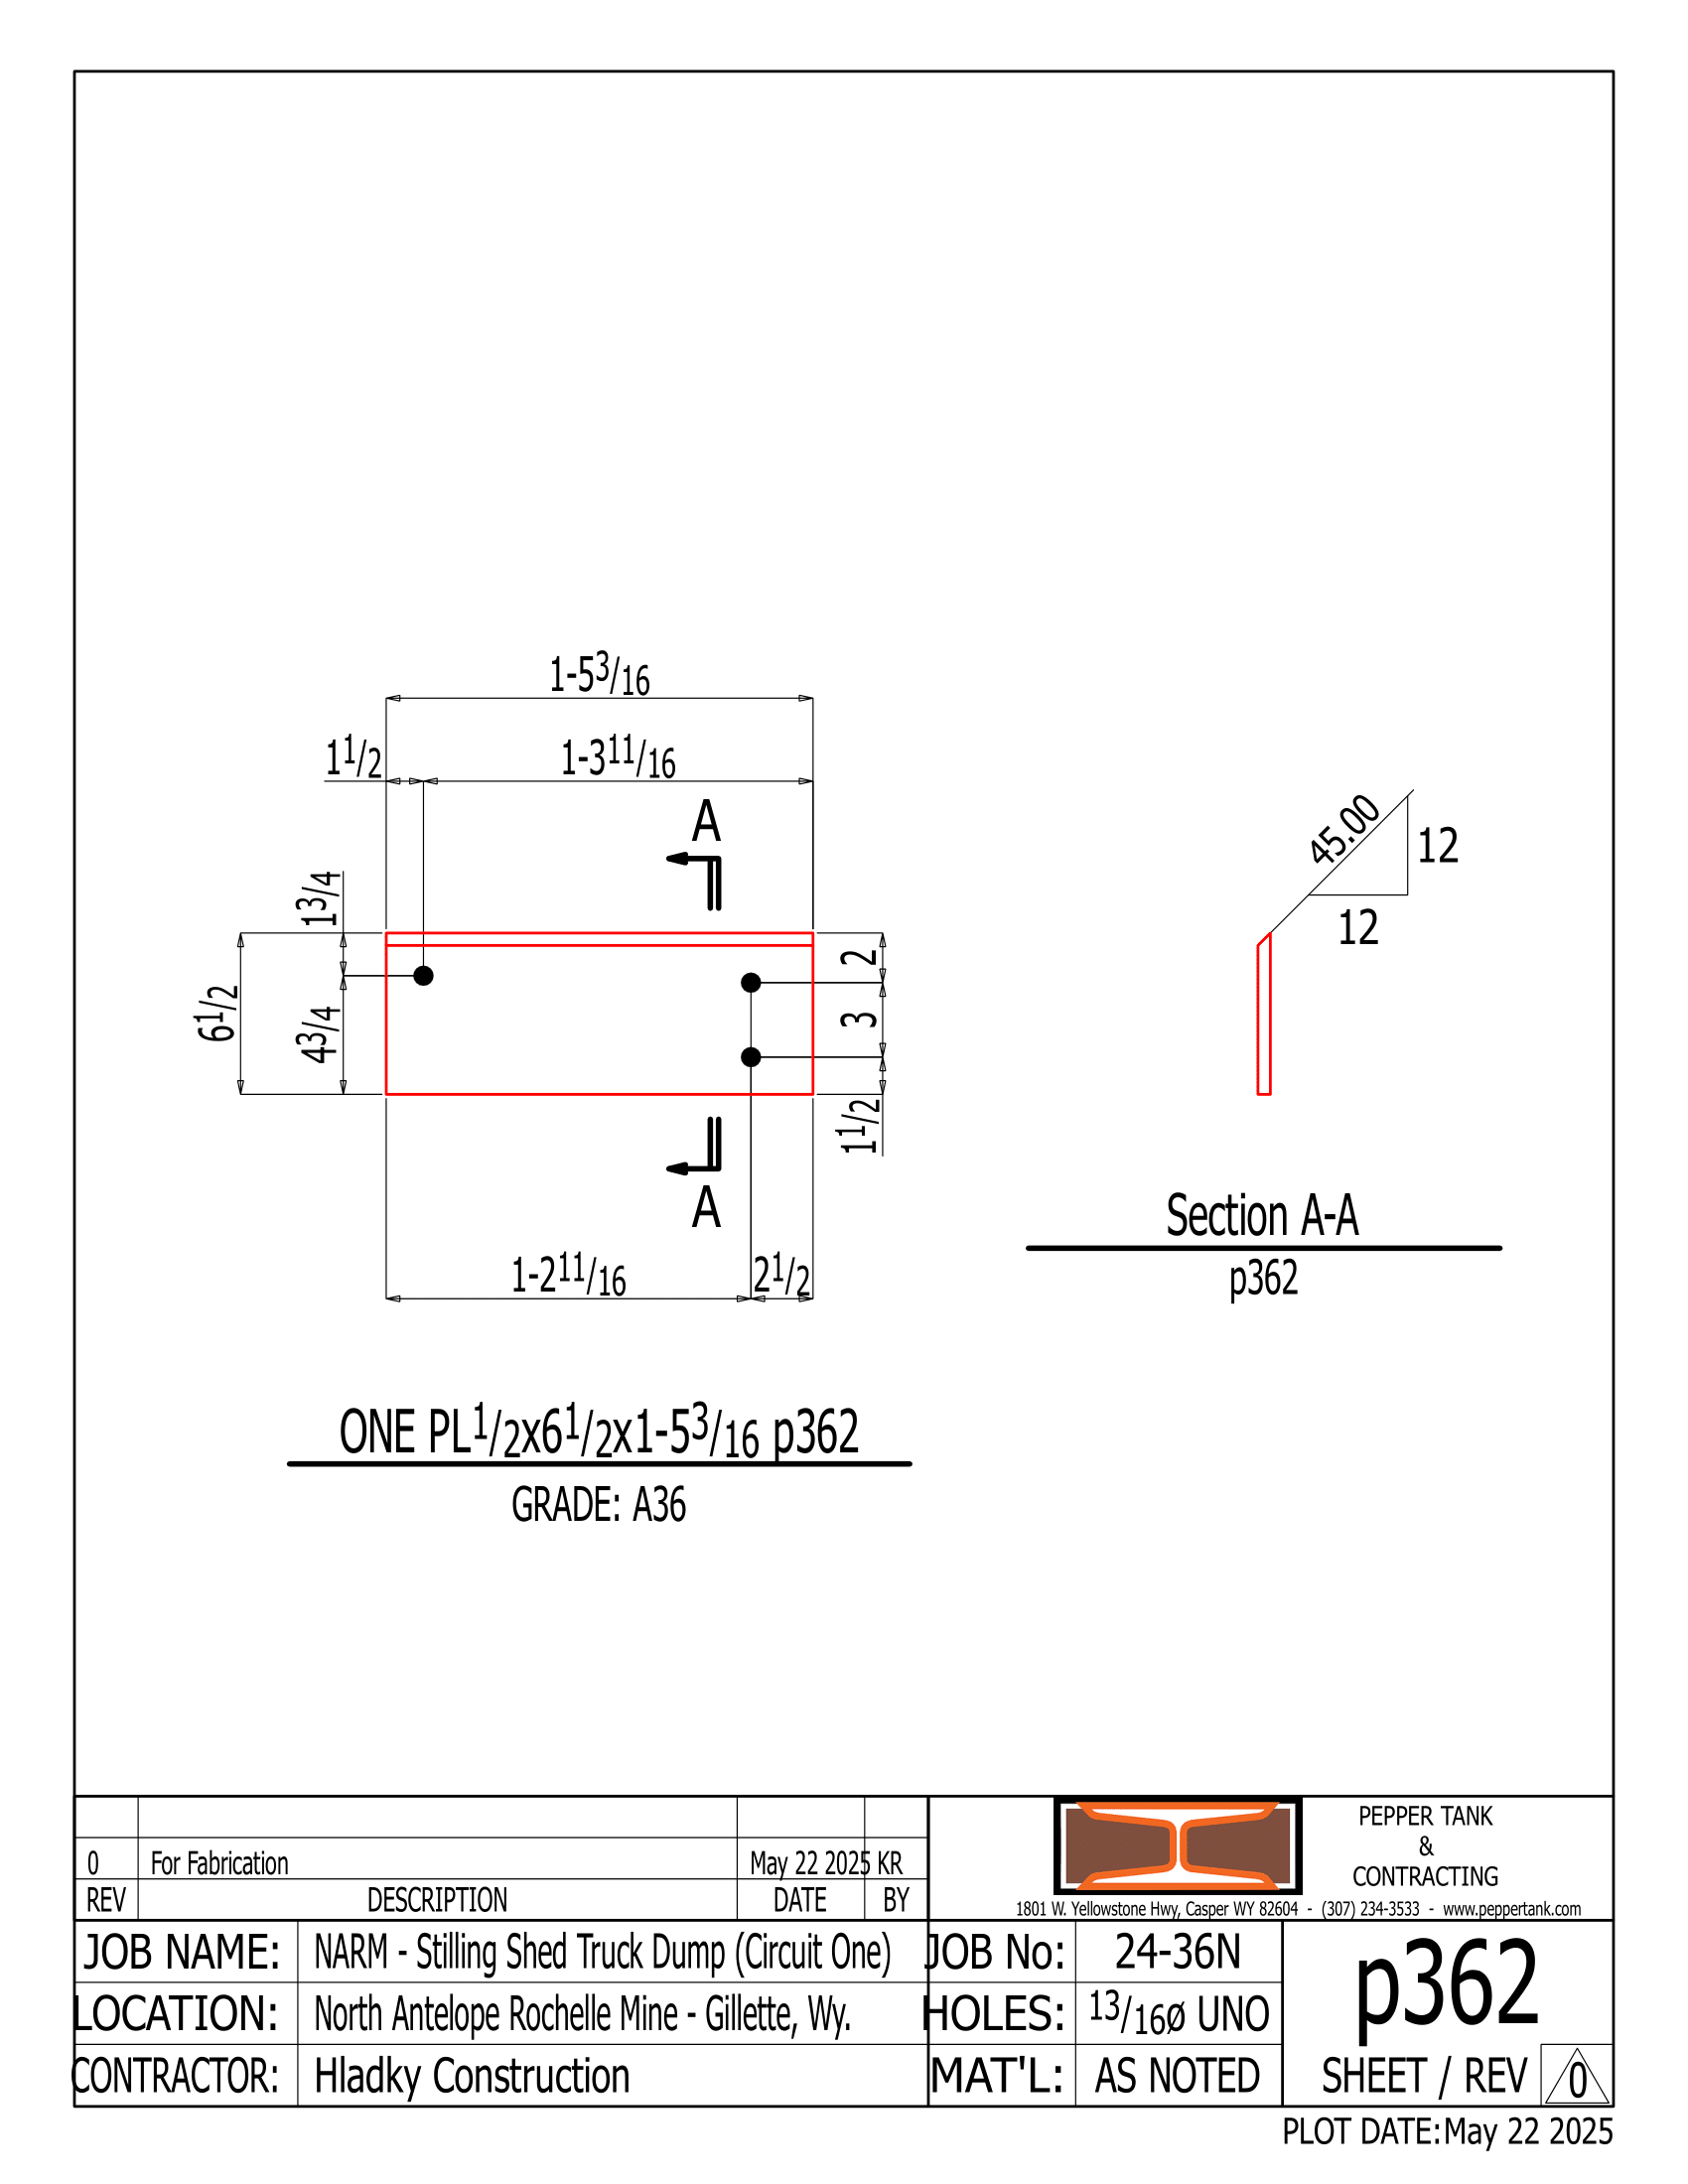 1-5 3/16
1 1/2
1-3 11/16
A
1 3/4
6 1/2
4 3/4
2
3
1 1/2
A
1-2 11/16
2 1/2
45.00
12
12
Section A-A
p362
ONE PL 1/2x6 1/2x1-5 3/16 p362
GRADE: A36
0 For Fabrication May 22 2025 KR
REV DESCRIPTION DATE BY
PEPPER TANK
&
CONTRACTING
1801 W. Yellowstone Hwy, Casper WY 82604 - (307) 234-3533 - www.peppertank.com
JOB NAME: NARM - Stilling Shed Truck Dump (Circuit One)
LOCATION: North Antelope Rochelle Mine - Gillette, Wy.
CONTRACTOR: Hladky Construction
JOB No: 24-36N
HOLES: 13/16ø UNO
MAT'L: AS NOTED
p362
SHEET / REV 0
PLOT DATE:May 22 2025